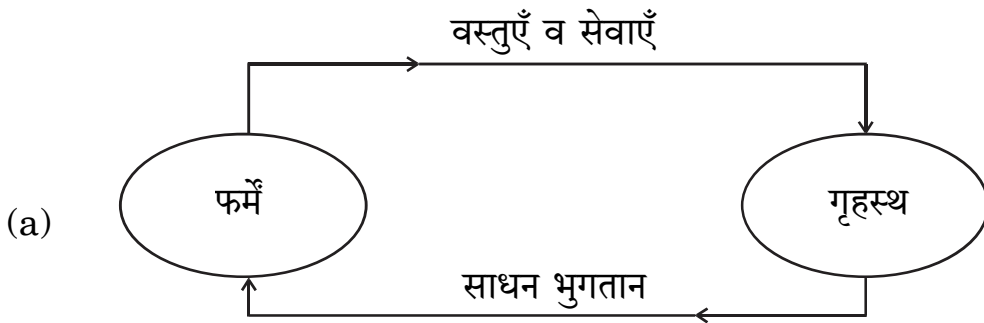 वस्तुएँ व सेवाएँ
(a) फर्में गृहस्थ
साधन भुगतान